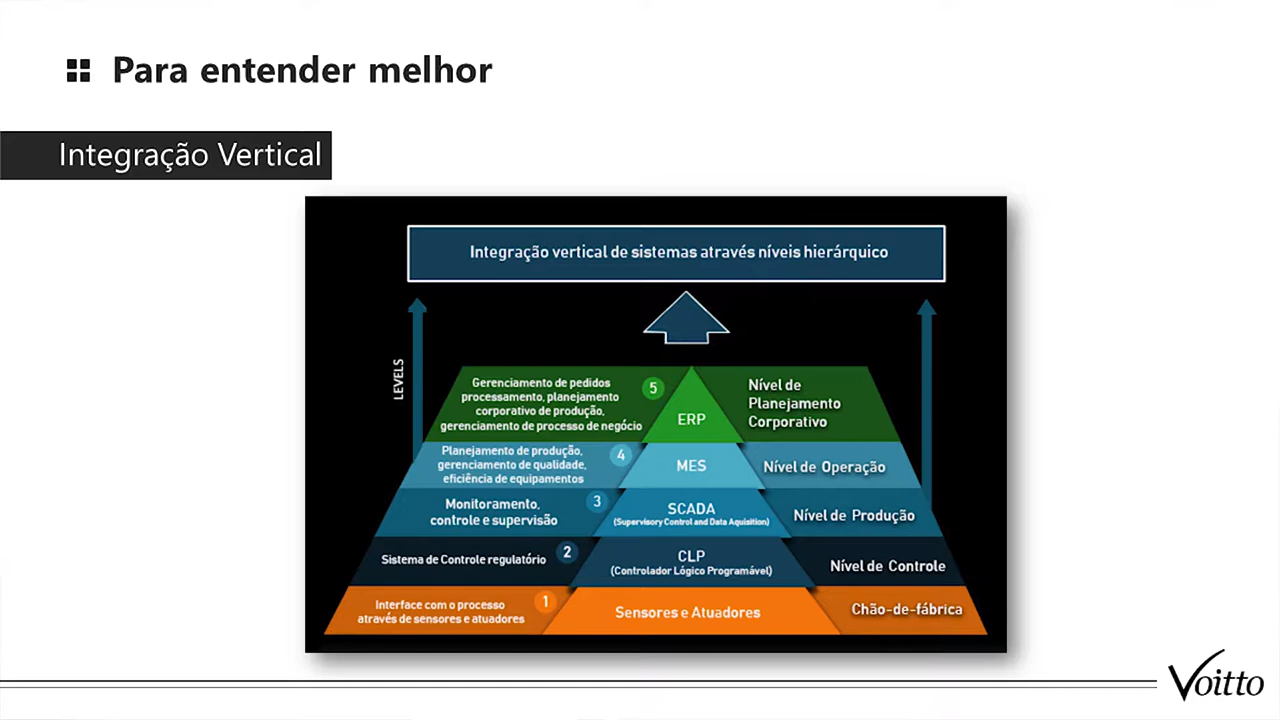 Para entender melhor
Integração Vertical
Integração vertical de sistemas através níveis hierárquico
LEVELS
Gerenciamento de pedidos
processamento, planejamento
corporativo de produção,
gerenciamento de processo de negócio
5
ERP
Nível de
Planejamento
Corporativo
Planejamento de produção,
gerenciamento de qualidade,
eficiência de equipamentos
4
MES
Nível de Operação
Monitoramento,
controle e supervisão
3
SCADA
(Supervisory Control and Data Aquisition)
Nível de Produção
Sistema de Controle regulatório
2
CLP
(Controlador Lógico Programável)
Nível de Controle
Interface com o processo
através de sensores e atuadores
1
Sensores e Atuadores
Chão-de-fábrica
Voitto